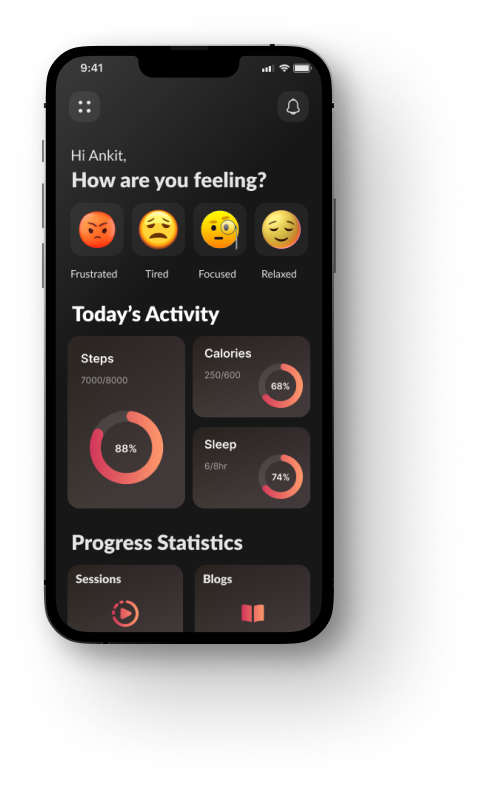 9:41
Hi Ankit,
How are you feeling?
Frustrated Tired Focused Relaxed
Today's Activity
Steps
7000/8000
88%
Calories
250/600
68%
Sleep
6/8hr
74%
Progress Statistics
Sessions
Blogs